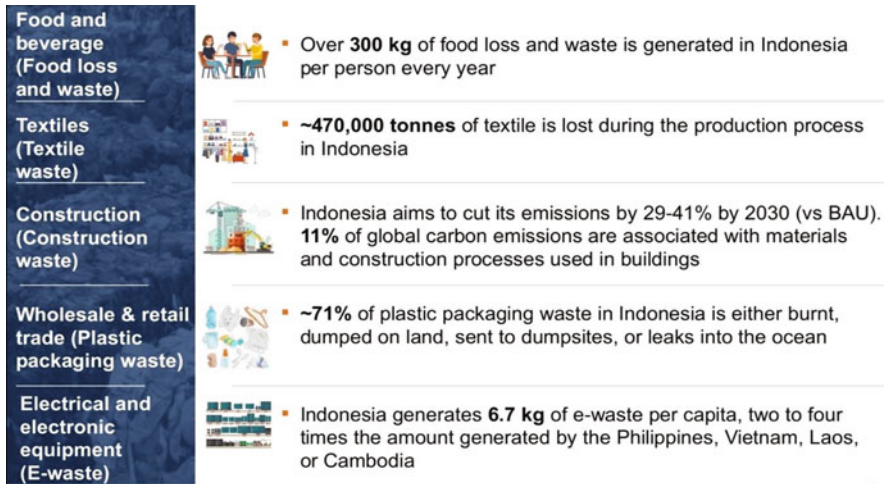 Food and
beverage
(Food loss
and waste)
▪ Over 300 kg of food loss and waste is generated in Indonesia
per person every year
Textiles
(Textile
waste)
▪ ~470,000 tonnes of textile is lost during the production process
in Indonesia
Construction
(Construction
waste)
▪ Indonesia aims to cut its emissions by 29-41% by 2030 (vs BAU).
11% of global carbon emissions are associated with materials
and construction processes used in buildings
Wholesale & retail
trade (Plastic
packaging waste)
▪ ~71% of plastic packaging waste in Indonesia is either burnt,
dumped on land, sent to dumpsites, or leaks into the ocean
Electrical and
electronic
equipment
(E-waste)
▪ Indonesia generates 6.7 kg of e-waste per capita, two to four
times the amount generated by the Philippines, Vietnam, Laos,
or Cambodia